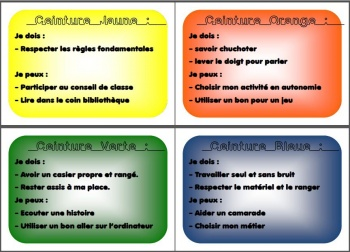 Ceinture Jaune :
Je dois :
- Respecter les règles fondamentales
Je peux :
- Participer au conseil de classe
- Lire dans le coin bibliothèque
Ceinture Orange :
Je dois :
- savoir chuchoter
- lever le doigt pour parler
Je peux :
- Choisir mon activité en autonomie
- Utiliser un bon pour un jeu
Ceinture Verte :
Je dois :
- Avoir un casier propre et rangé.
- Rester assis à ma place.
Je peux :
- Ecouter une histoire
- Utiliser un bon aller sur l'ordinateur
Ceinture Bleue :
Je dois :
- Travailler seul et sans bruit
- Respecter le matériel et le ranger
Je peux :
- Aider un camarade
- Choisir mon métier